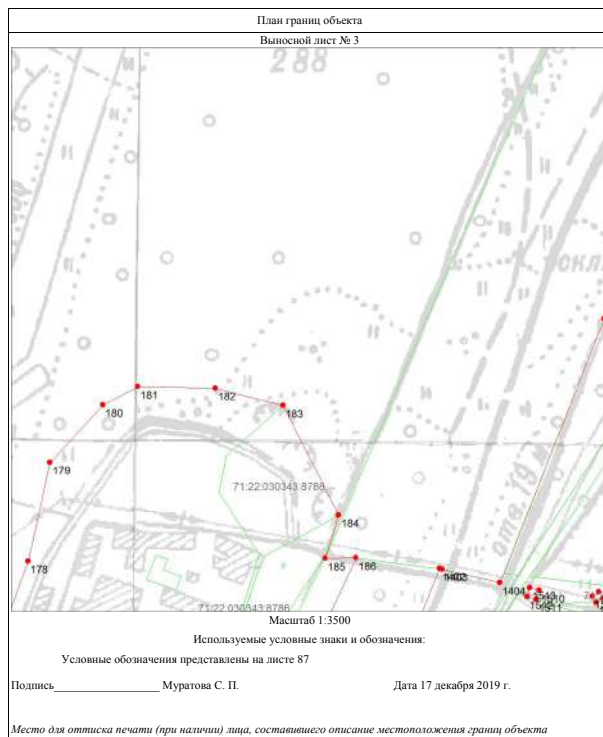 План границ объекта
Выносной лист № 3
288
181
182
180
183
179
71:22:030343:8786
184
178
185
186
1404
71:22:030343:8786
Масштаб 1:3500
Используемые условные знаки и обозначения:
Условные обозначения представлены на листе 87
Подпись__________________ Муратова С. П. Дата 17 декабря 2019 г.
Место для оттиска печати (при наличии) лица, составившего описание местоположения границ объекта